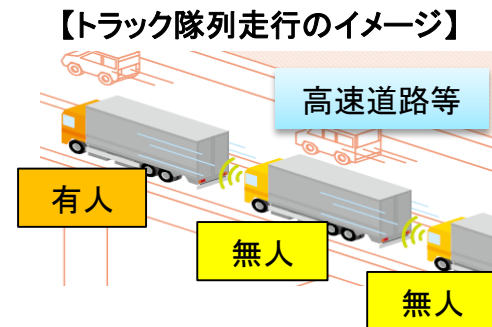 【トラック隊列走行のイメージ】
高速道路等
有人
無人
無人